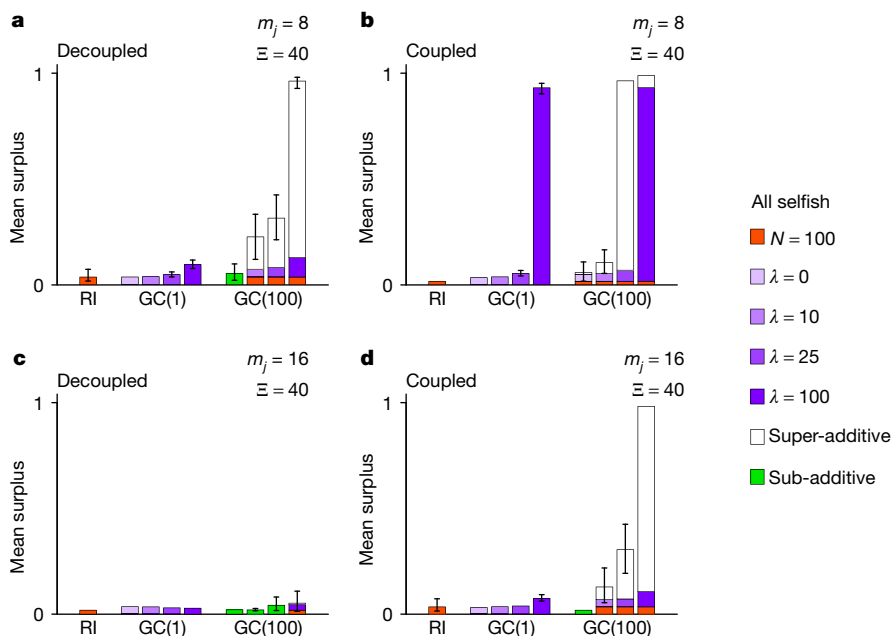 a
m_j = 8
Decoupled
Ξ = 40
1
Mean surplus
0
RI
GC(1)
GC(100)
b
m_j = 8
Coupled
Ξ = 40
1
Mean surplus
0
RI
GC(1)
GC(100)
c
m_j = 16
Decoupled
Ξ = 40
1
Mean surplus
0
RI
GC(1)
GC(100)
d
m_j = 16
Coupled
Ξ = 40
1
Mean surplus
0
RI
GC(1)
GC(100)
All selfish
N = 100
λ = 0
λ = 10
λ = 25
λ = 100
Super-additive
Sub-additive